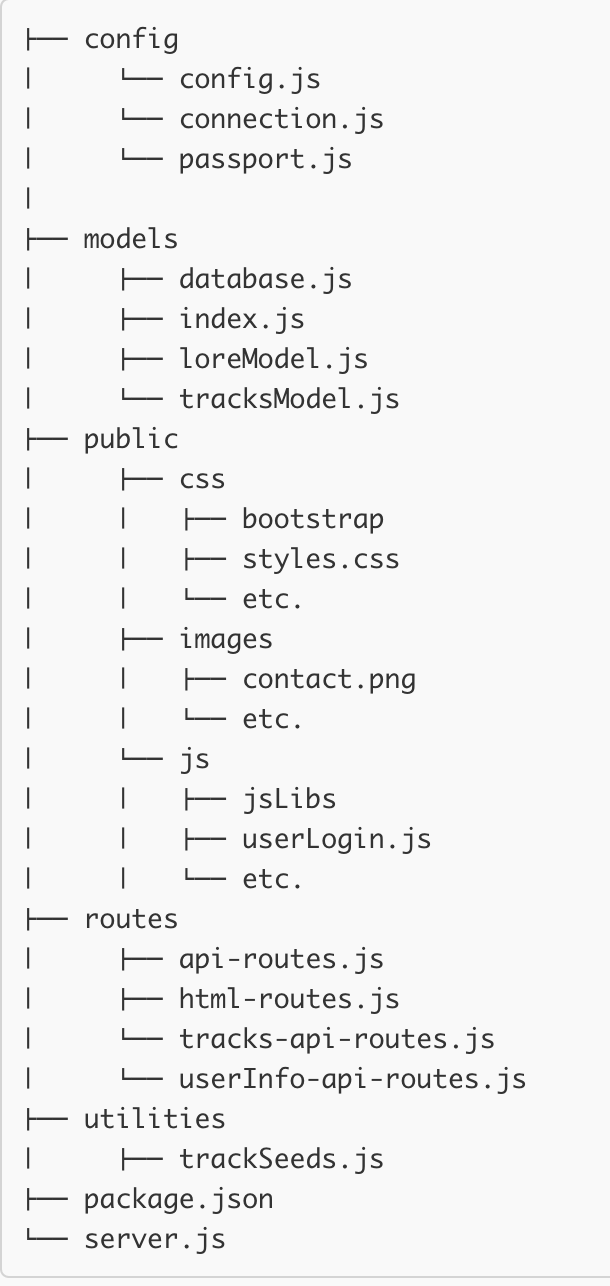 ├── config
│     └── config.js
│     └── connection.js
│     └── passport.js
│
├── models
│     ├── database.js
│     ├── index.js
│     ├── loreModel.js
│     └── tracksModel.js
├── public
│     ├── css
│     │   ├── bootstrap
│     │   ├── styles.css
│     │   └── etc.
│     ├── images
│     │   ├── contact.png
│     │   └── etc.
│     └── js
│     │   ├── jsLibs
│     │   ├── userLogin.js
│     │   └── etc.
├── routes
│     ├── api-routes.js
│     ├── html-routes.js
│     └── tracks-api-routes.js
│     └── userInfo-api-routes.js
├── utilities
│     ├── trackSeeds.js
├── package.json
└── server.js